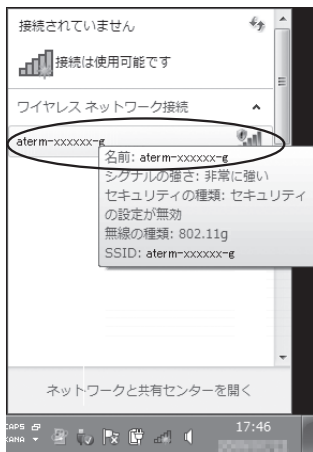 接続されていません
接続は使用可能です
ワイヤレス ネットワーク接続
aterm-xxxxxx-g
名前: aterm-xxxxxx-g
シグナルの強さ: 非常に強い
セキュリティの種類: セキュリティ
の設定が無効
無線の種類: 802.11g
SSID: aterm-xxxxxx-g
ネットワークと共有センターを開く
CAPS
KANA
17:46